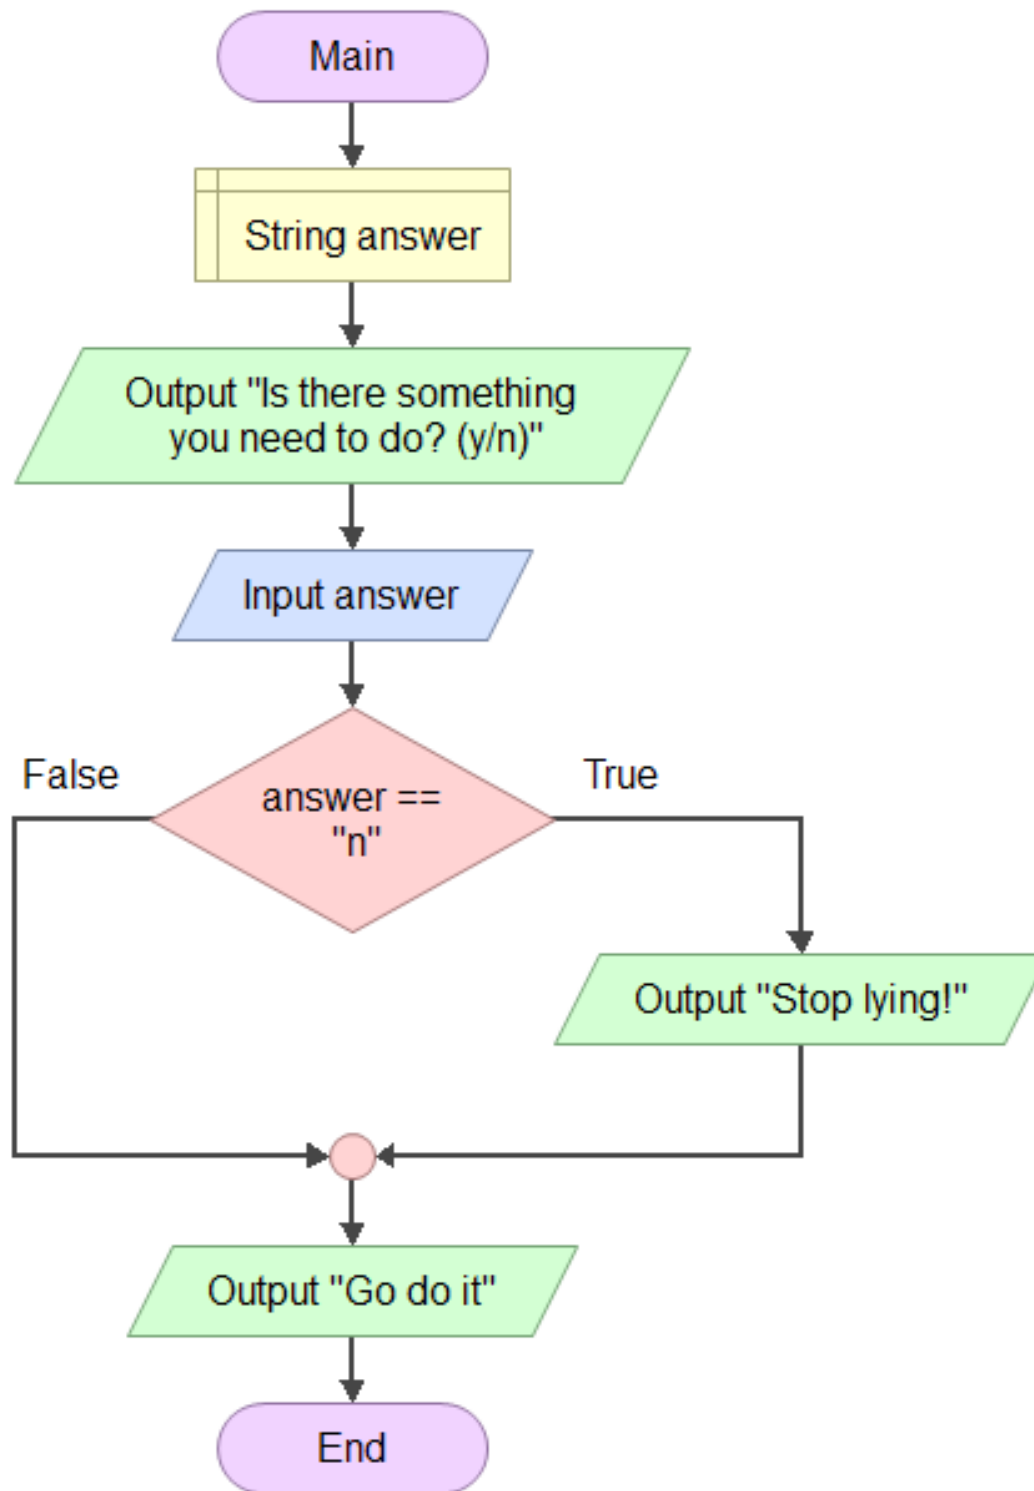 Main
String answer
Output "Is there something
you need to do? (y/n)"
Input answer
False
True
answer ==
"n"
Output "Stop lying!"
Output "Go do it"
End